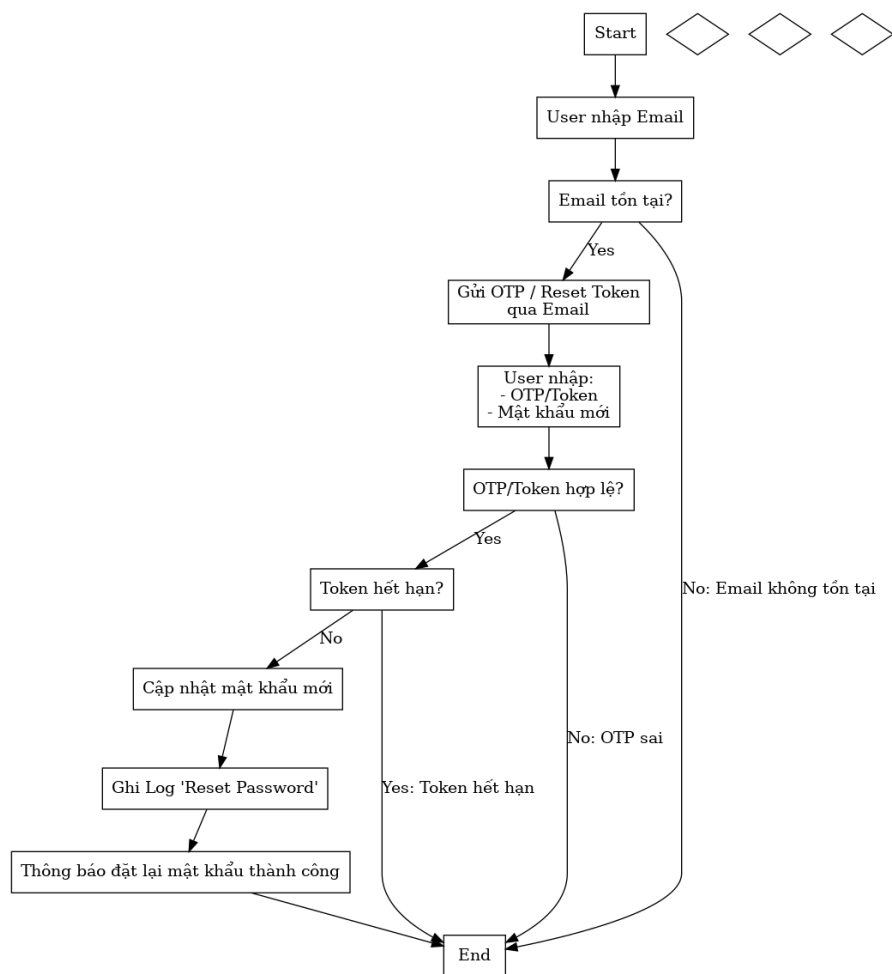 Start
User nhập Email
Email tồn tại?
Yes
Gửi OTP / Reset Token
qua Email
User nhập:
- OTP/Token
- Mật khẩu mới
OTP/Token hợp lệ?
Yes
Token hết hạn?
No: Email không tồn tại
No
Cập nhật mật khẩu mới
No: OTP sai
Ghi Log 'Reset Password'
Yes: Token hết hạn
Thông báo đặt lại mật khẩu thành công
End